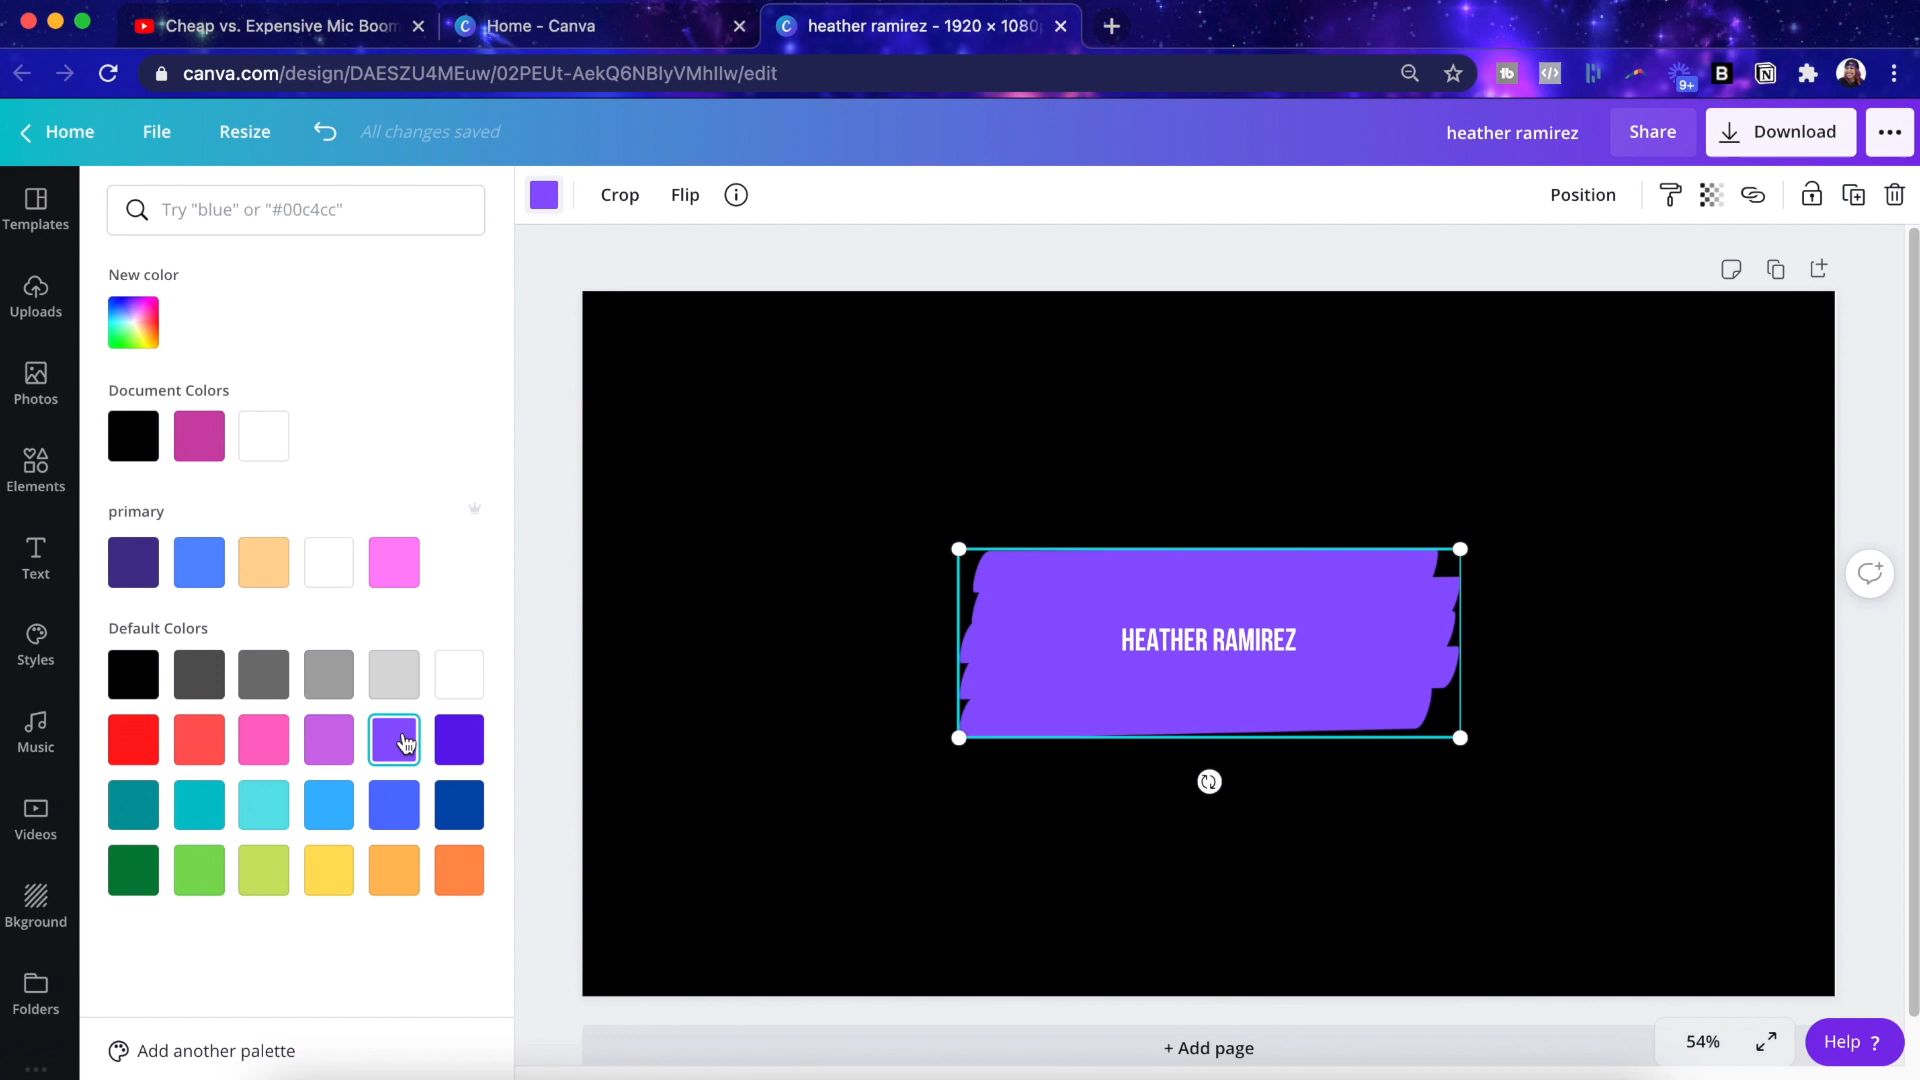 Cheap vs. Expensive Mic Boom
Home - Canva
heather ramirez - 1920 × 1080
canva.com/design/DAESZU4MEuw/02PEUt-AekQ6NBIyVMhIIw/edit
tb
9+
B
N
Home
File
Resize
All changes saved
heather ramirez
Share
Download
Templates
Uploads
Photos
Elements
Text
Styles
Music
Videos
Bkground
Folders
Try "blue" or "#00c4cc"
New color
Document Colors
primary
Default Colors
Add another palette
Crop
Flip
Position
HEATHER RAMIREZ
+ Add page
54%
Help ?